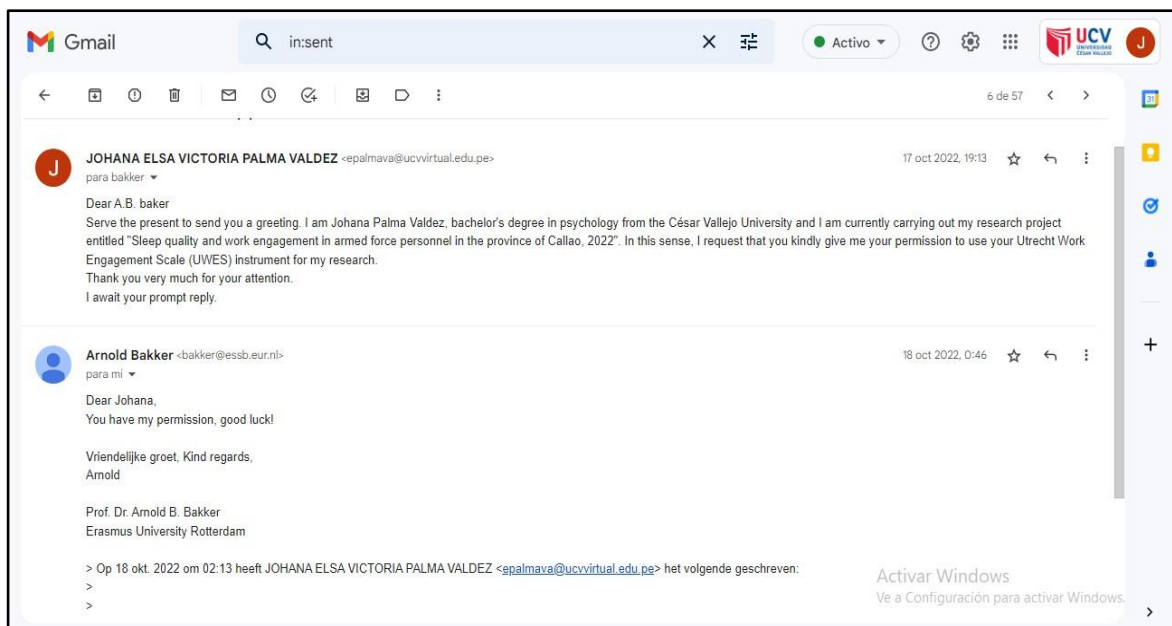 Gmail
in:sent
Activo
UCV
UNIVERSIDAD
CÉSAR VALLEJO
J
6 de 57
31
J
JOHANA ELSA VICTORIA PALMA VALDEZ <epalmava@ucvvirtual.edu.pe>
17 oct 2022, 19:13
para bakker
Dear A.B. baker
Serve the present to send you a greeting. I am Johana Palma Valdez, bachelor's degree in psychology from the César Vallejo University and I am currently carrying out my research project
entitled "Sleep quality and work engagement in armed force personnel in the province of Callao, 2022". In this sense, I request that you kindly give me your permission to use your Utrecht Work
Engagement Scale (UWES) instrument for my research.
Thank you very much for your attention.
I await your prompt reply.
Arnold Bakker <bakker@essb.eur.nl>
18 oct 2022, 0:46
para mí
Dear Johana,
You have my permission, good luck!
Vriendelijke groet, Kind regards,
Arnold
Prof. Dr. Arnold B. Bakker
Erasmus University Rotterdam
> Op 18 okt. 2022 om 02:13 heeft JOHANA ELSA VICTORIA PALMA VALDEZ <epalmava@ucvvirtual.edu.pe> het volgende geschreven:
>
>
Activar Windows
Ve a Configuración para activar Windows.